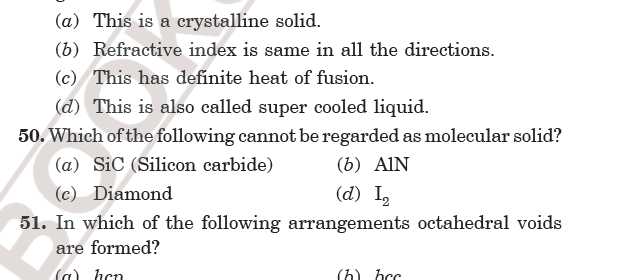 (a) This is a crystalline solid.
(b) Refractive index is same in all the directions.
(c) This has definite heat of fusion.
(d) This is also called super cooled liquid.
50. Which of the following cannot be regarded as molecular solid?
(a) SiC (Silicon carbide) (b) AlN
(c) Diamond (d) I₂
51. In which of the following arrangements octahedral voids
are formed?
(a) hcp (b) bcc
BOOK